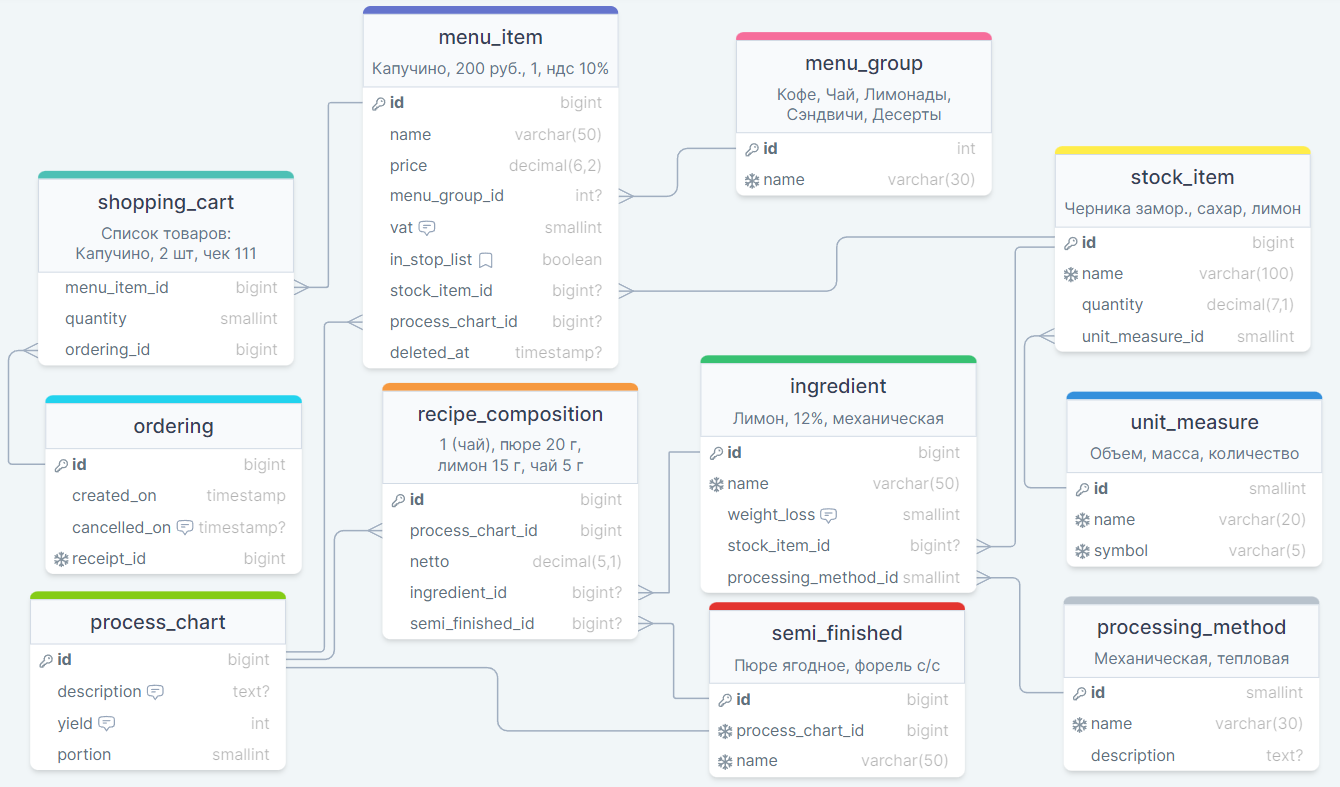 menu_item
Капучино, 200 руб., 1, ндс 10%
id bigint
name varchar(50)
price decimal(6,2)
menu_group_id int?
vat smallint
in_stop_list boolean
stock_item_id bigint?
process_chart_id bigint?
deleted_at timestamp?
menu_group
Кофе, Чай, Лимонады,
Сэндвичи, Десерты
id int
name varchar(30)
stock_item
Черника замор., сахар, лимон
id bigint
name varchar(100)
quantity decimal(7,1)
unit_measure_id smallint
shopping_cart
Список товаров:
Капучино, 2 шт, чек 111
menu_item_id bigint
quantity smallint
ordering_id bigint
ordering
id bigint
created_on timestamp
cancelled_on timestamp?
receipt_id bigint
recipe_composition
1 (чай), пюре 20 г,
лимон 15 г, чай 5 г
id bigint
process_chart_id bigint
netto decimal(5,1)
ingredient_id bigint?
semi_finished_id bigint?
ingredient
Лимон, 12%, механическая
id bigint
name varchar(50)
weight_loss smallint
stock_item_id bigint?
processing_method_id smallint
unit_measure
Объем, масса, количество
id smallint
name varchar(20)
symbol varchar(5)
process_chart
id bigint
description text?
yield int
portion smallint
semi_finished
Пюре ягодное, форель с/с
id bigint
process_chart_id bigint
name varchar(50)
processing_method
Механическая, тепловая
id smallint
name varchar(30)
description text?